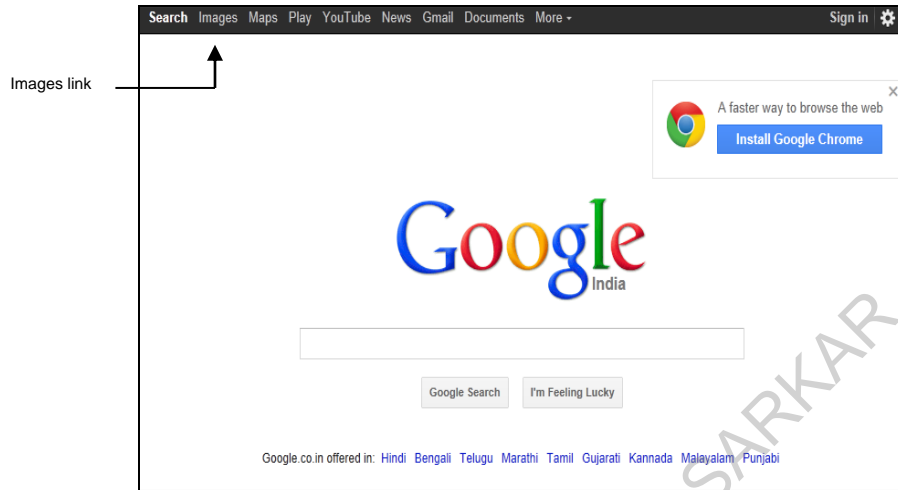 Search Images Maps Play YouTube News Gmail Documents More Sign in
Images link
A faster way to browse the web
Install Google Chrome
Google
India
Google Search I'm Feeling Lucky
Google.co.in offered in: Hindi Bengali Telugu Marathi Tamil Gujarati Kannada Malayalam Punjabi
SARKAR